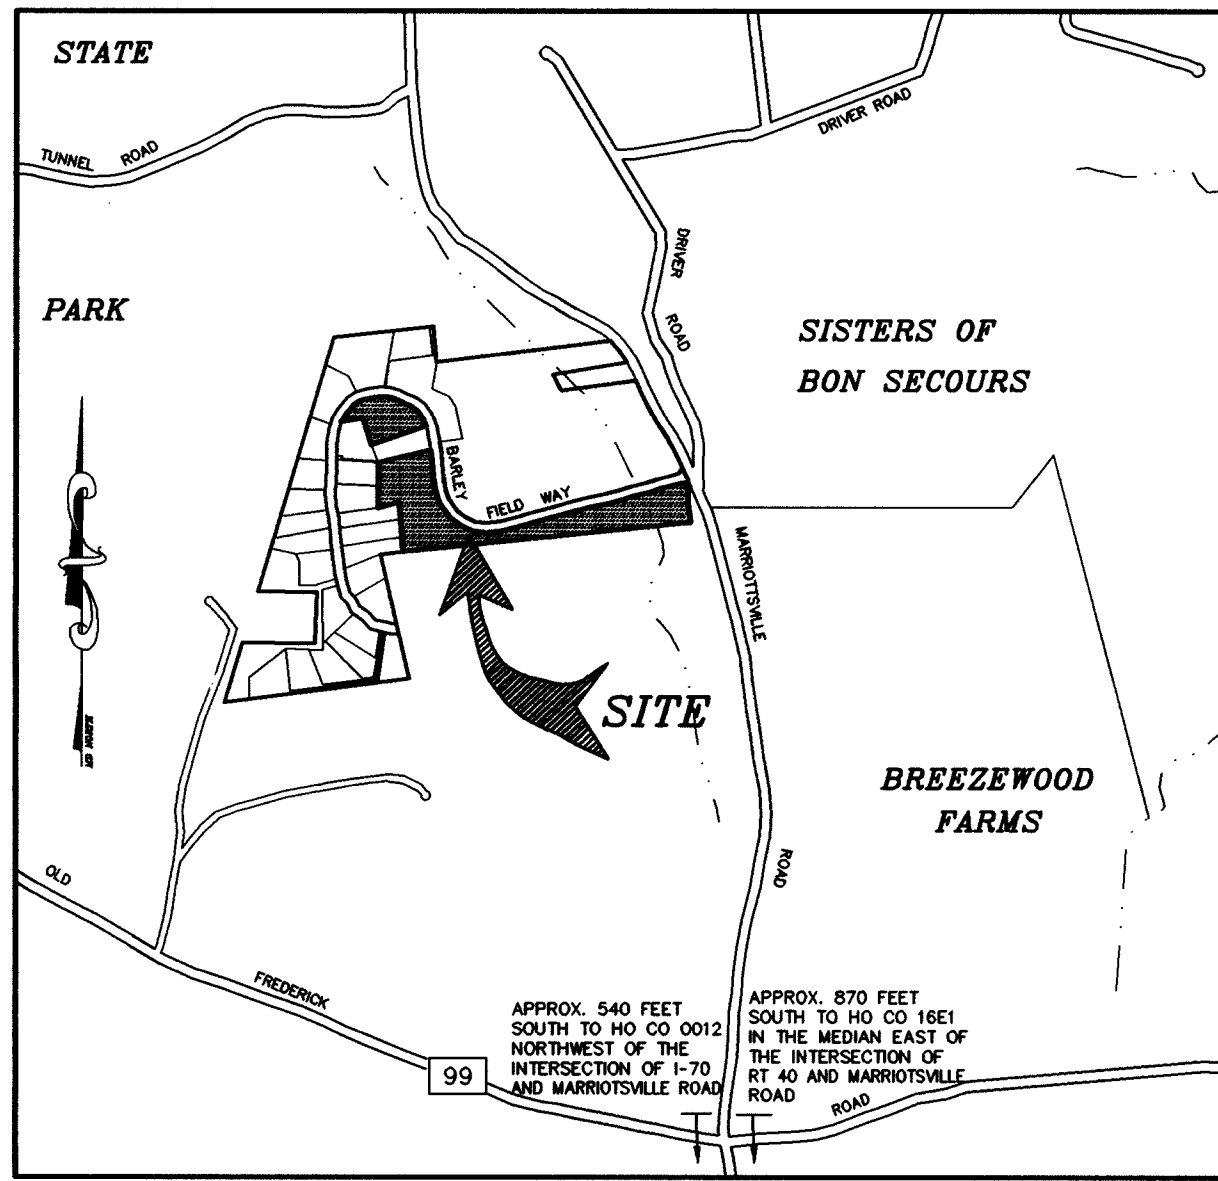 STATE
TUNNEL ROAD
DRIVER ROAD
DRIVER ROAD
PARK
SISTERS OF
BON SECOURS
BARLEY FIELD WAY
MARRIOTTSVILLE ROAD
SITE
BREEZEWOOD
FARMS
OLD FREDERICK ROAD
99
APPROX. 540 FEET
SOUTH TO HO CO 0012
NORTHWEST OF THE
INTERSECTION OF I-70
AND MARRIOTSVILLE ROAD
APPROX. 870 FEET
SOUTH TO HO CO 16E1
IN THE MEDIAN EAST OF
THE INTERSECTION OF
RT 40 AND MARRIOTSVILLE
ROAD